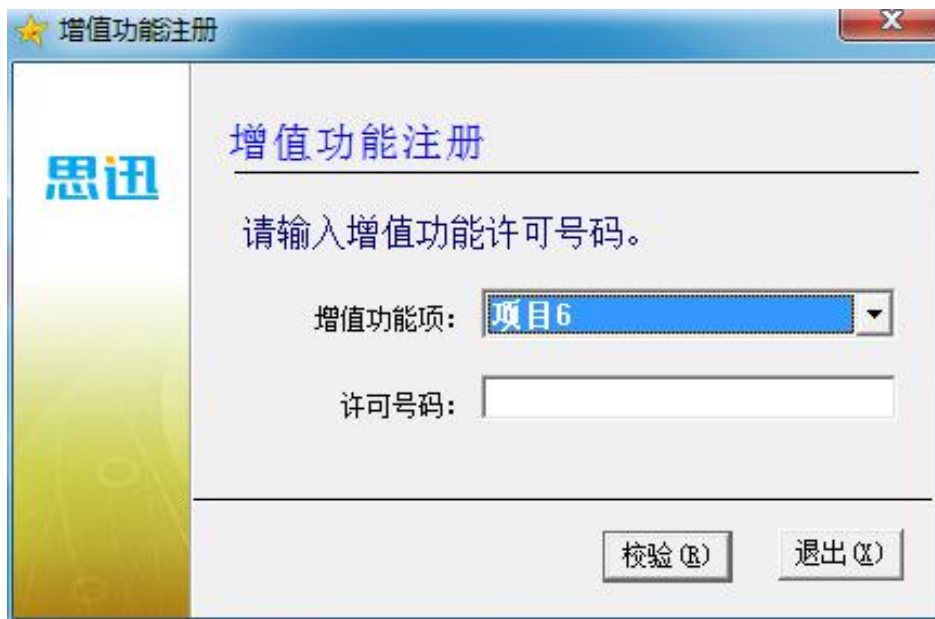 增值功能注册
X
思迅
增值功能注册
请输入增值功能许可号码。
增值功能项：项目6
许可号码：
校验(R) 退出(X)